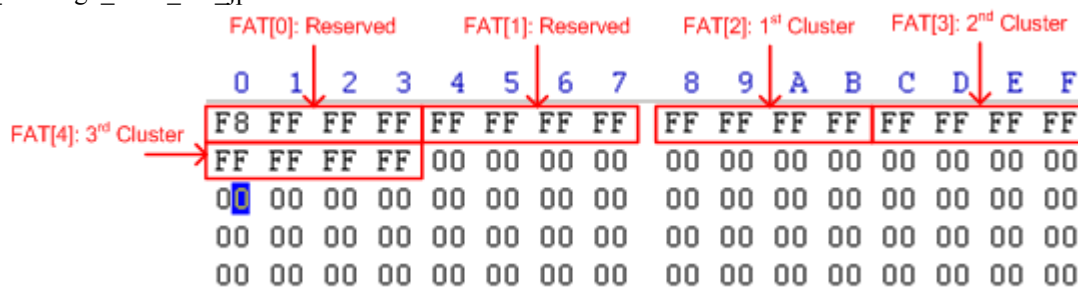 FAT[0]: Reserved FAT[1]: Reserved FAT[2]: 1st Cluster FAT[3]: 2nd Cluster
0 1 2 3 4 5 6 7 8 9 A B C D E F
F8 FF FF FF FF FF FF FF FF FF FF FF FF FF FF FF
FAT[4]: 3rd Cluster
FF FF FF FF 00 00 00 00 00 00 00 00 00 00 00 00
00 00 00 00 00 00 00 00 00 00 00 00 00 00 00 00
00 00 00 00 00 00 00 00 00 00 00 00 00 00 00 00
00 00 00 00 00 00 00 00 00 00 00 00 00 00 00 00